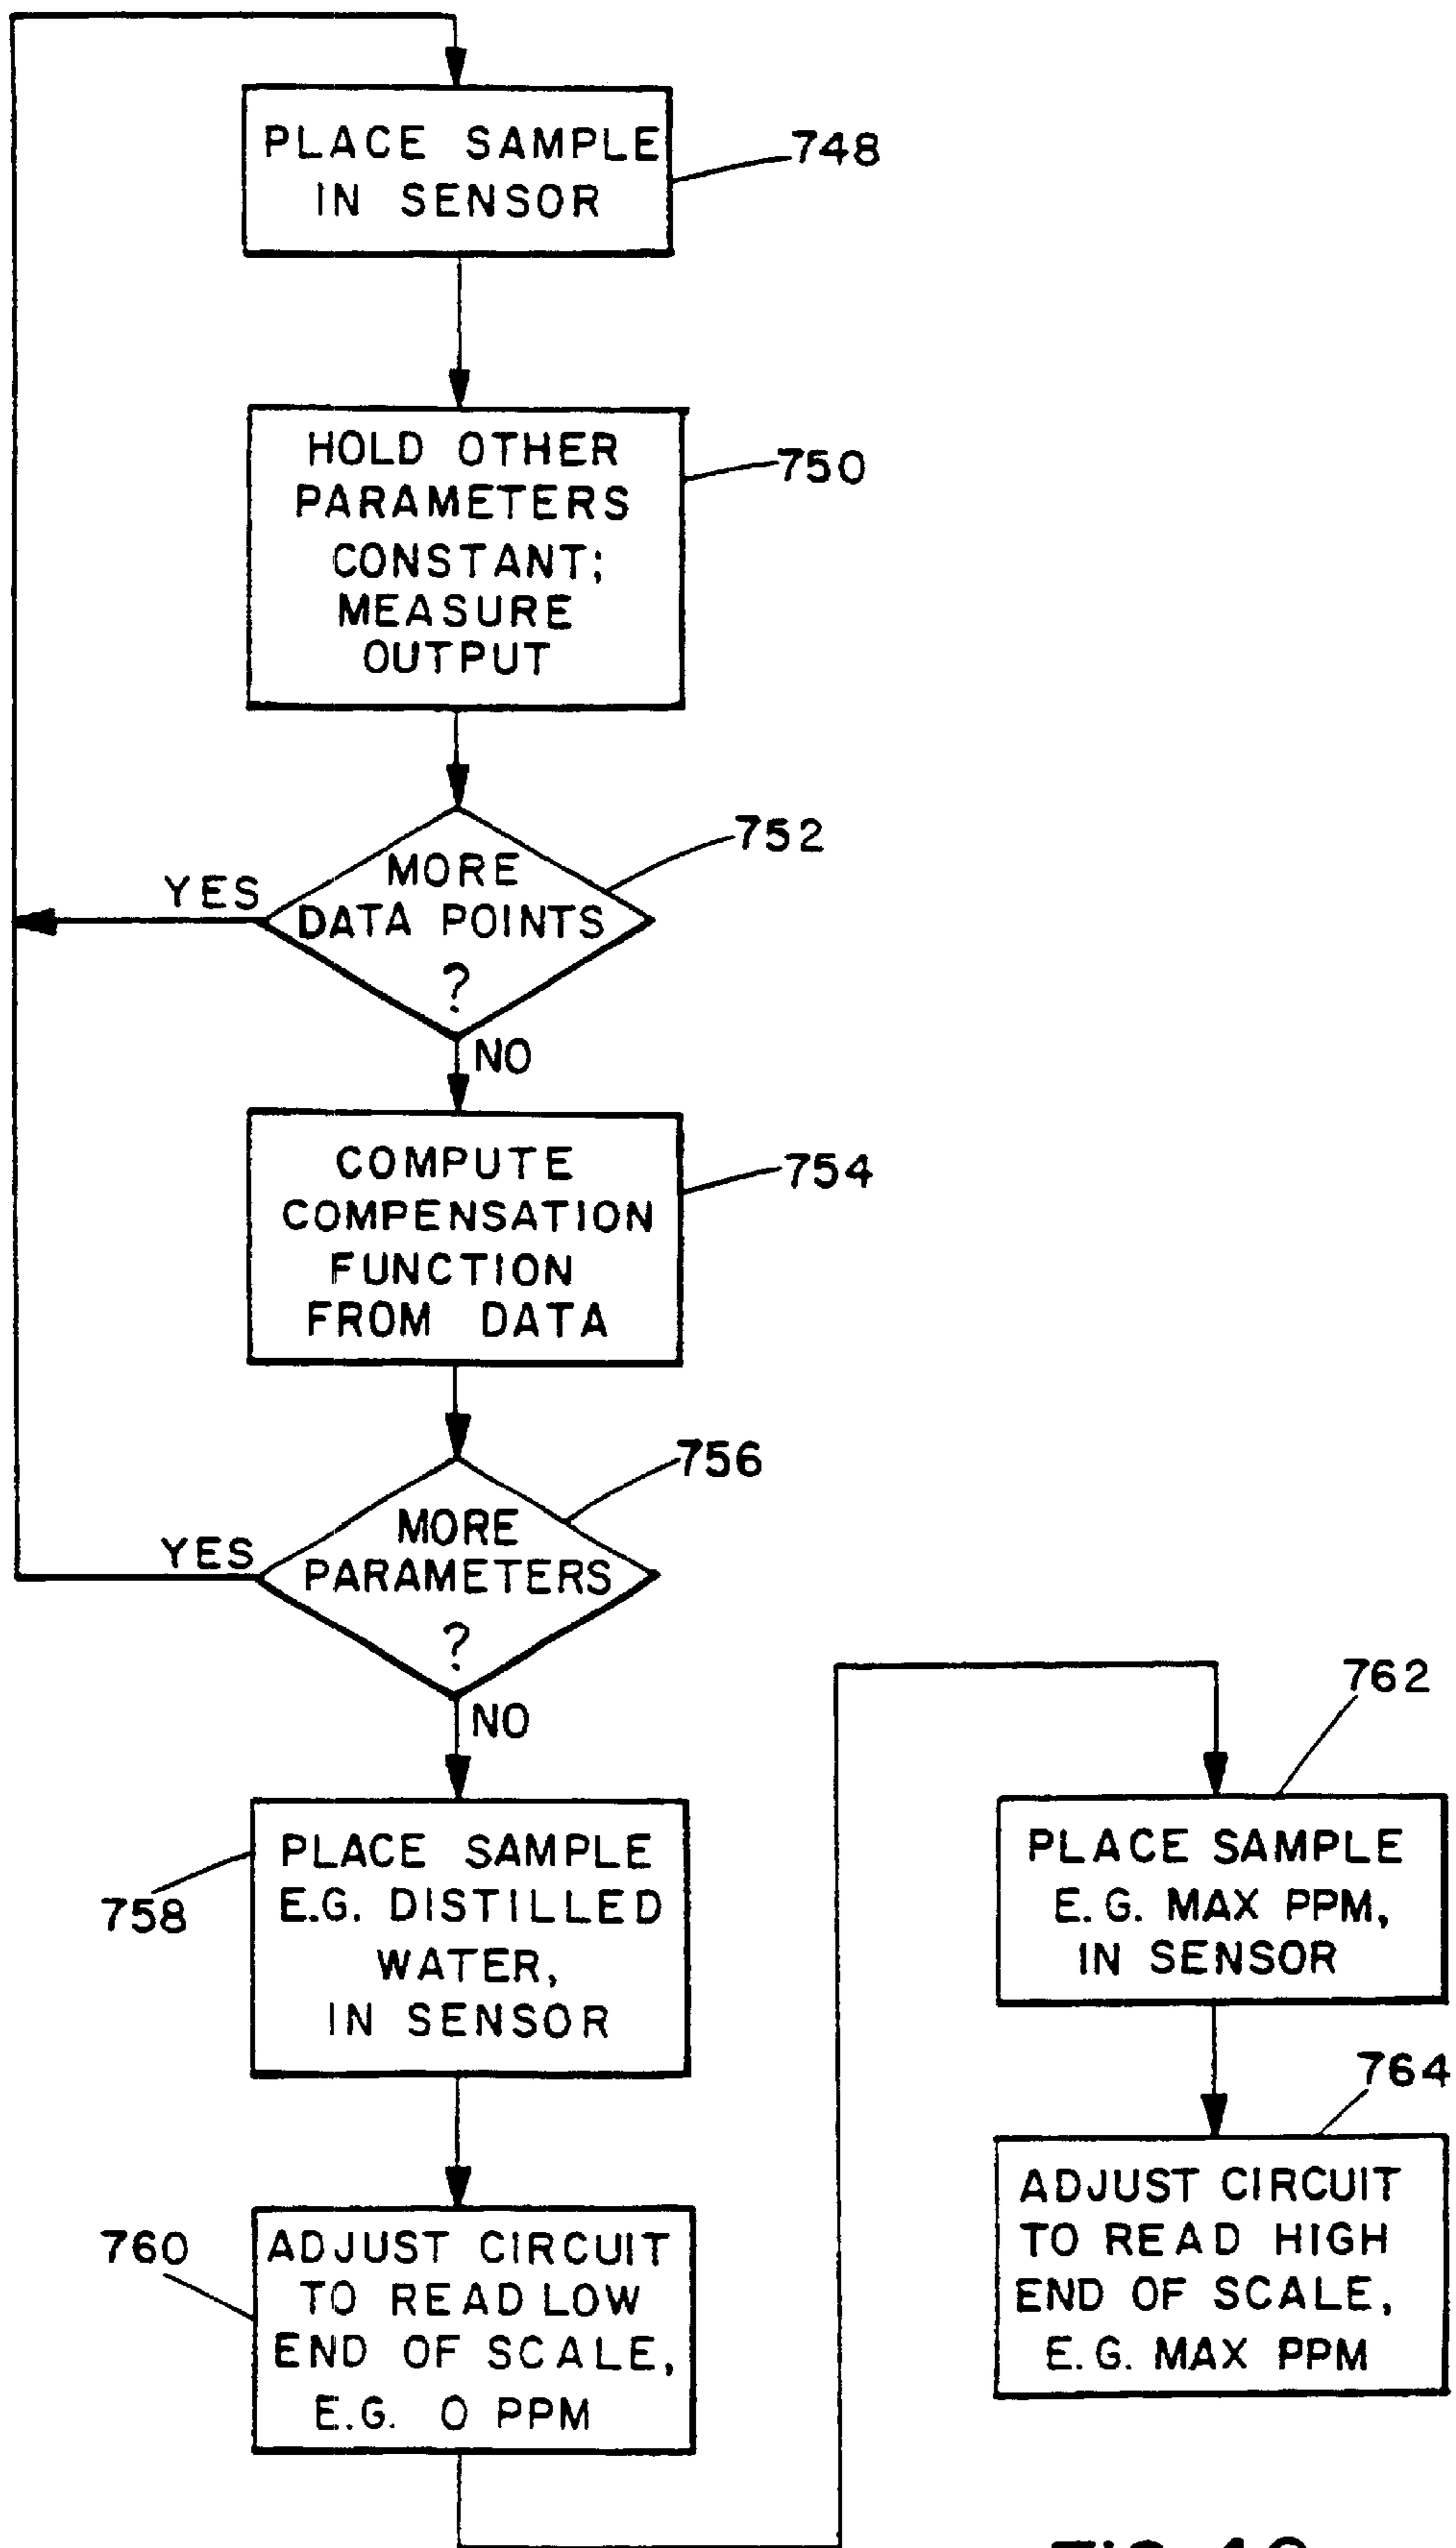 PLACE SAMPLE
IN SENSOR
748
HOLD OTHER
PARAMETERS
CONSTANT;
MEASURE
OUTPUT
750
752
MORE
DATA POINTS
?
YES
NO
COMPUTE
COMPENSATION
FUNCTION
FROM DATA
754
756
MORE
PARAMETERS
?
YES
NO
PLACE SAMPLE
E.G. DISTILLED
WATER,
IN SENSOR
758
760
ADJUST CIRCUIT
TO READ LOW
END OF SCALE,
E.G. 0 PPM
762
PLACE SAMPLE
E.G. MAX PPM,
IN SENSOR
764
ADJUST CIRCUIT
TO READ HIGH
END OF SCALE,
E.G. MAX PPM